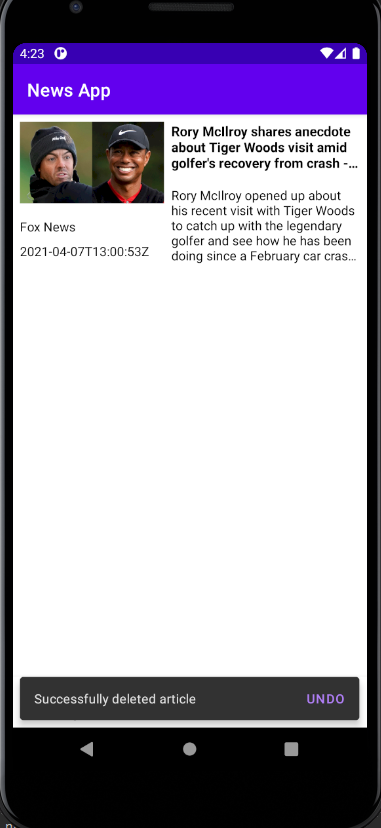 4:23
News App
Rory McIlroy shares anecdote
about Tiger Woods visit amid
golfer's recovery from crash -...
Rory McIlroy opened up about
his recent visit with Tiger Woods
to catch up with the legendary
golfer and see how he has been
doing since a February car cras...
Fox News
2021-04-07T13:00:53Z
Successfully deleted article
UNDO